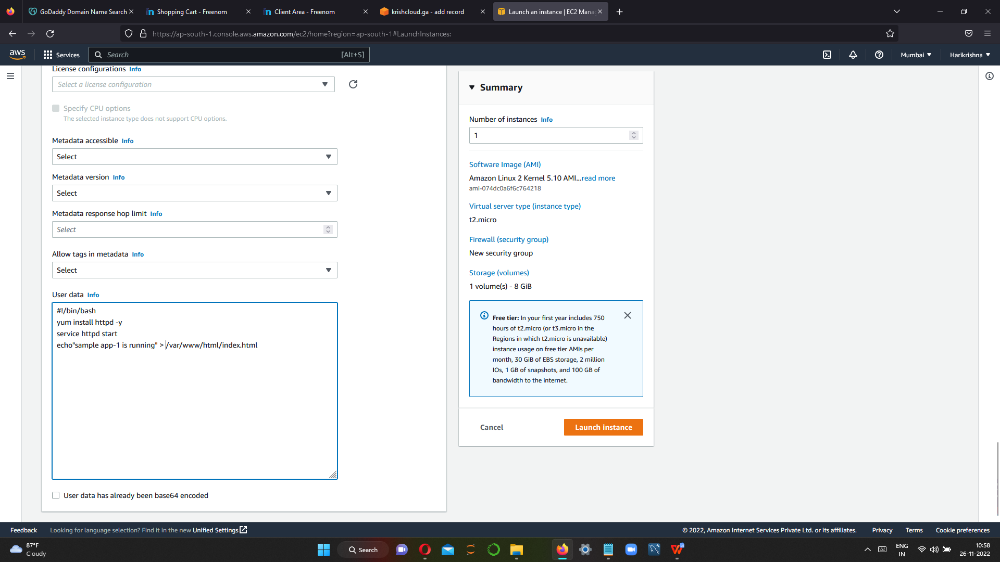 GoDaddy Domain Name Search
Shopping Cart - Freenom
Client Area - Freenom
krishcloud.ga - add record
Launch an instance | EC2 Mana
https://ap-south-1.console.aws.amazon.com/ec2/home?region=ap-south-1#LaunchInstances:
aws
Services
Search
[Alt+S]
Mumbai
Harikrishna
License configurations Info
Select a license configuration
Specify CPU options
The selected instance type does not support CPU options.
Metadata accessible Info
Select
Metadata version Info
Select
Metadata response hop limit Info
Select
Allow tags in metadata Info
Select
User data Info
#!/bin/bash
yum install httpd -y
service httpd start
echo"sample app-1 is running" > /var/www/html/index.html
User data has already been base64 encoded
Summary
Number of instances Info
1
Software Image (AMI)
Amazon Linux 2 Kernel 5.10 AMI...read more
ami-074dc0a6f6c764218
Virtual server type (instance type)
t2.micro
Firewall (security group)
New security group
Storage (volumes)
1 volume(s) - 8 GiB
Free tier: In your first year includes 750
hours of t2.micro (or t3.micro in the
Regions in which t2.micro is unavailable)
instance usage on free tier AMIs per
month, 30 GiB of EBS storage, 2 million
IOs, 1 GB of snapshots, and 100 GB of
bandwidth to the internet.
Cancel
Launch instance
Feedback
Looking for language selection? Find it in the new Unified Settings
© 2022, Amazon Internet Services Private Ltd. or its affiliates.
Privacy
Terms
Cookie preferences
87°F
Cloudy
Search
ENG
IN
10:58
26-11-2022